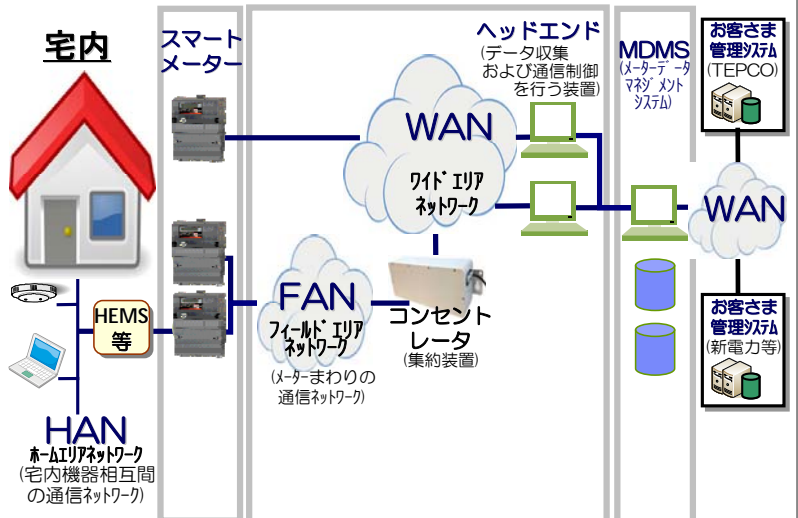 宅内
HEMS
等
HAN
ホームエリアネットワーク
(宅内機器相互間
の通信ネットワーク)
スマート
メーター
FAN
フィールドエリア
ネットワーク
(メーターまわりの
通信ネットワーク)
WAN
ワイドエリア
ネットワーク
コンセント
レータ
(集約装置)
ヘッドエンド
(データ収集
および通信制御
を行う装置)
MDMS
(メーターデータ
マネジメント
システム)
お客さま
管理システム
(TEPCO)
WAN
お客さま
管理システム
(新電力等)